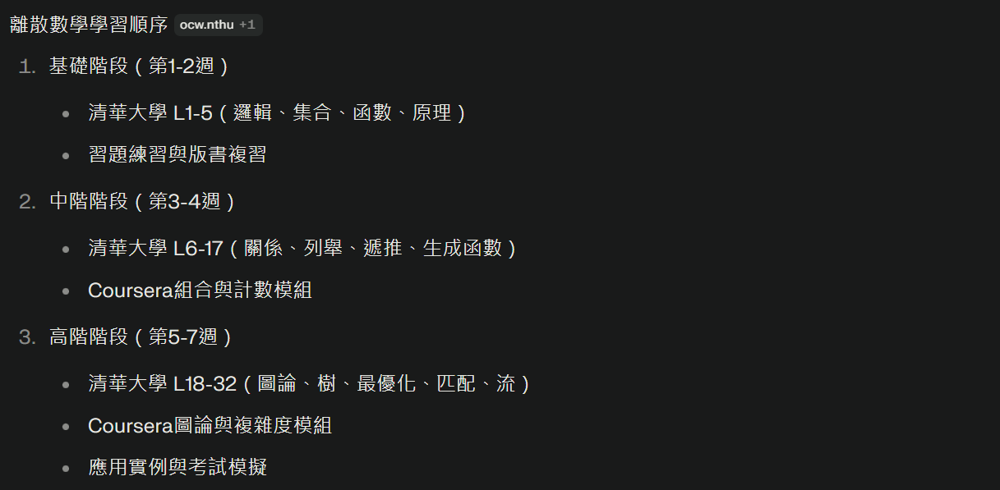 離散數學學習順序 ocw.nthu +1
1. 基礎階段（第1-2週）
• 清華大學 L1-5（邏輯、集合、函數、原理）
• 習題練習與版書複習
2. 中階階段（第3-4週）
• 清華大學 L6-17（關係、列舉、遞推、生成函數）
• Coursera組合與計數模組
3. 高階階段（第5-7週）
• 清華大學 L18-32（圖論、樹、最優化、匹配、流）
• Coursera圖論與複雜度模組
• 應用實例與考試模擬